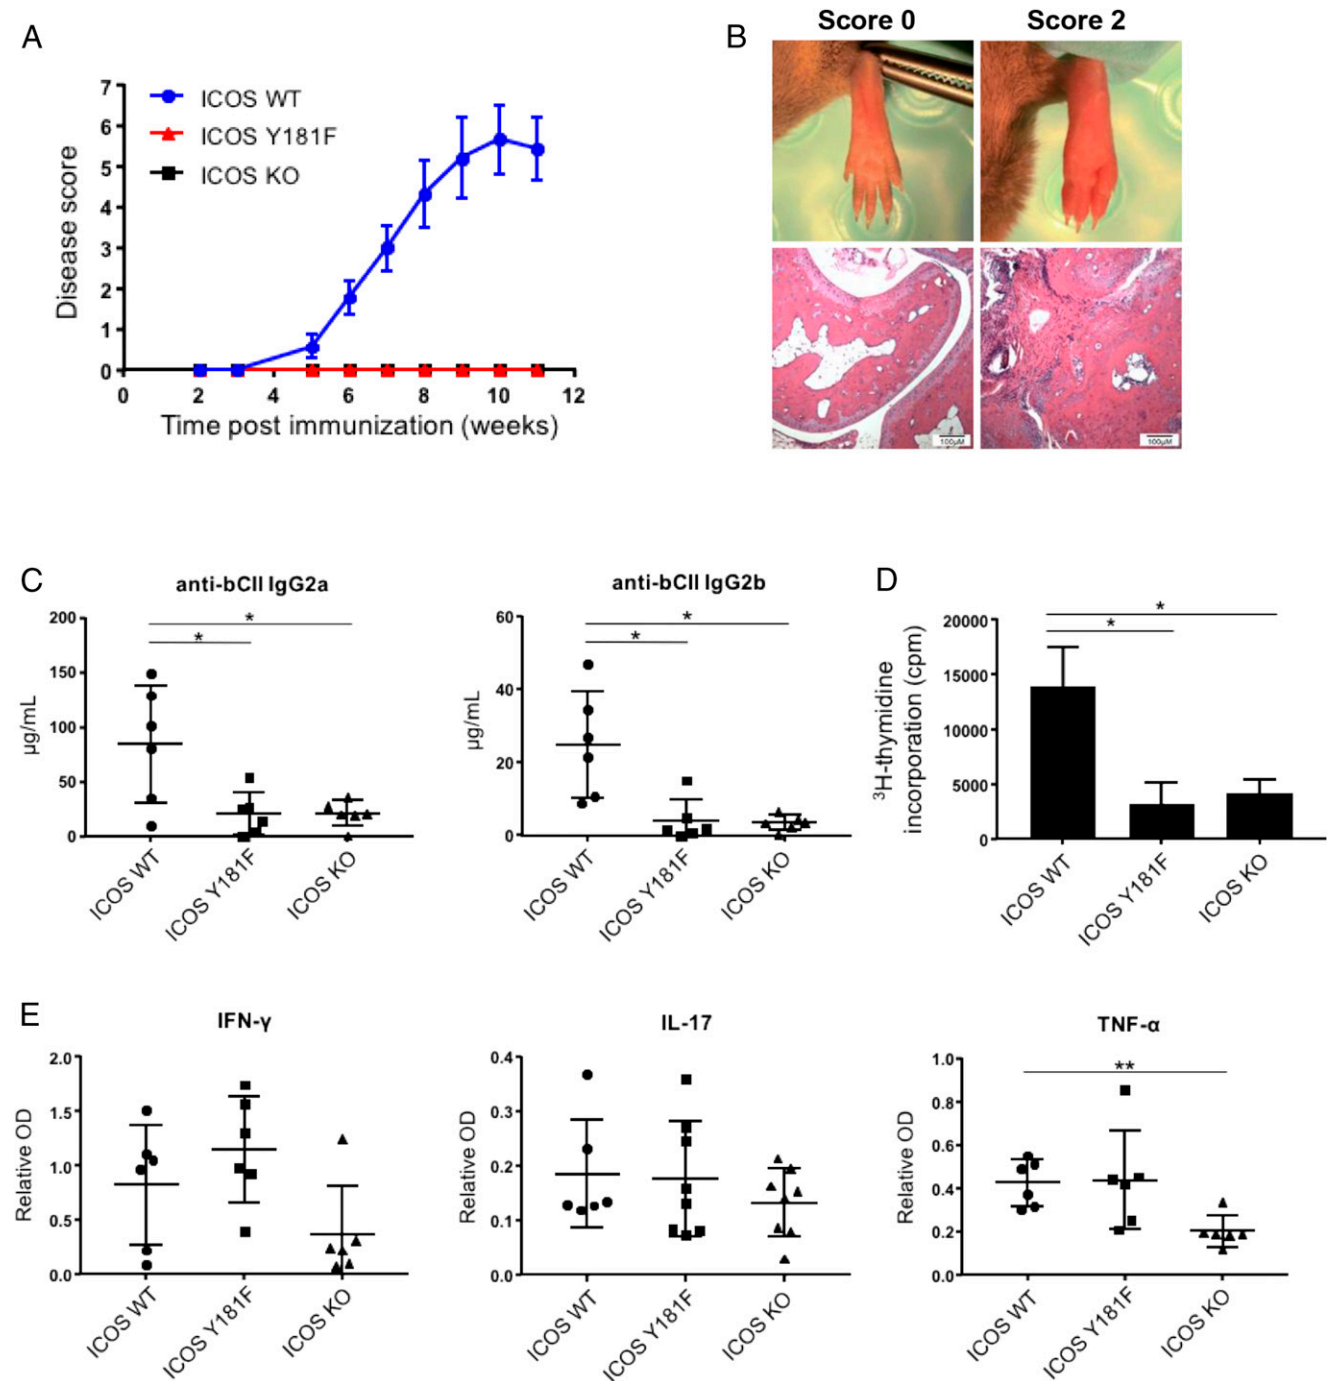 A
7
6
5
4
3
2
1
0
Disease score
ICOS WT
ICOS Y181F
ICOS KO
0 2 4 6 8 10 12
Time post immunization (weeks)
B
Score 0 Score 2
100µM 100µM
C
anti-bCII IgG2a
200
150
100
50
0
µg/mL
*
*
ICOS WT
ICOS Y181F
ICOS KO
anti-bCII IgG2b
60
40
20
0
µg/mL
*
*
ICOS WT
ICOS Y181F
ICOS KO
D
20000
15000
10000
5000
0
³H-thymidine
incorporation (cpm)
*
*
ICOS WT
ICOS Y181F
ICOS KO
E
IFN-γ
2.0
1.5
1.0
0.5
0.0
Relative OD
ICOS WT
ICOS Y181F
ICOS KO
IL-17
0.4
0.3
0.2
0.1
0.0
Relative OD
ICOS WT
ICOS Y181F
ICOS KO
TNF-α
1.0
0.8
0.6
0.4
0.2
0.0
Relative OD
**
ICOS WT
ICOS Y181F
ICOS KO